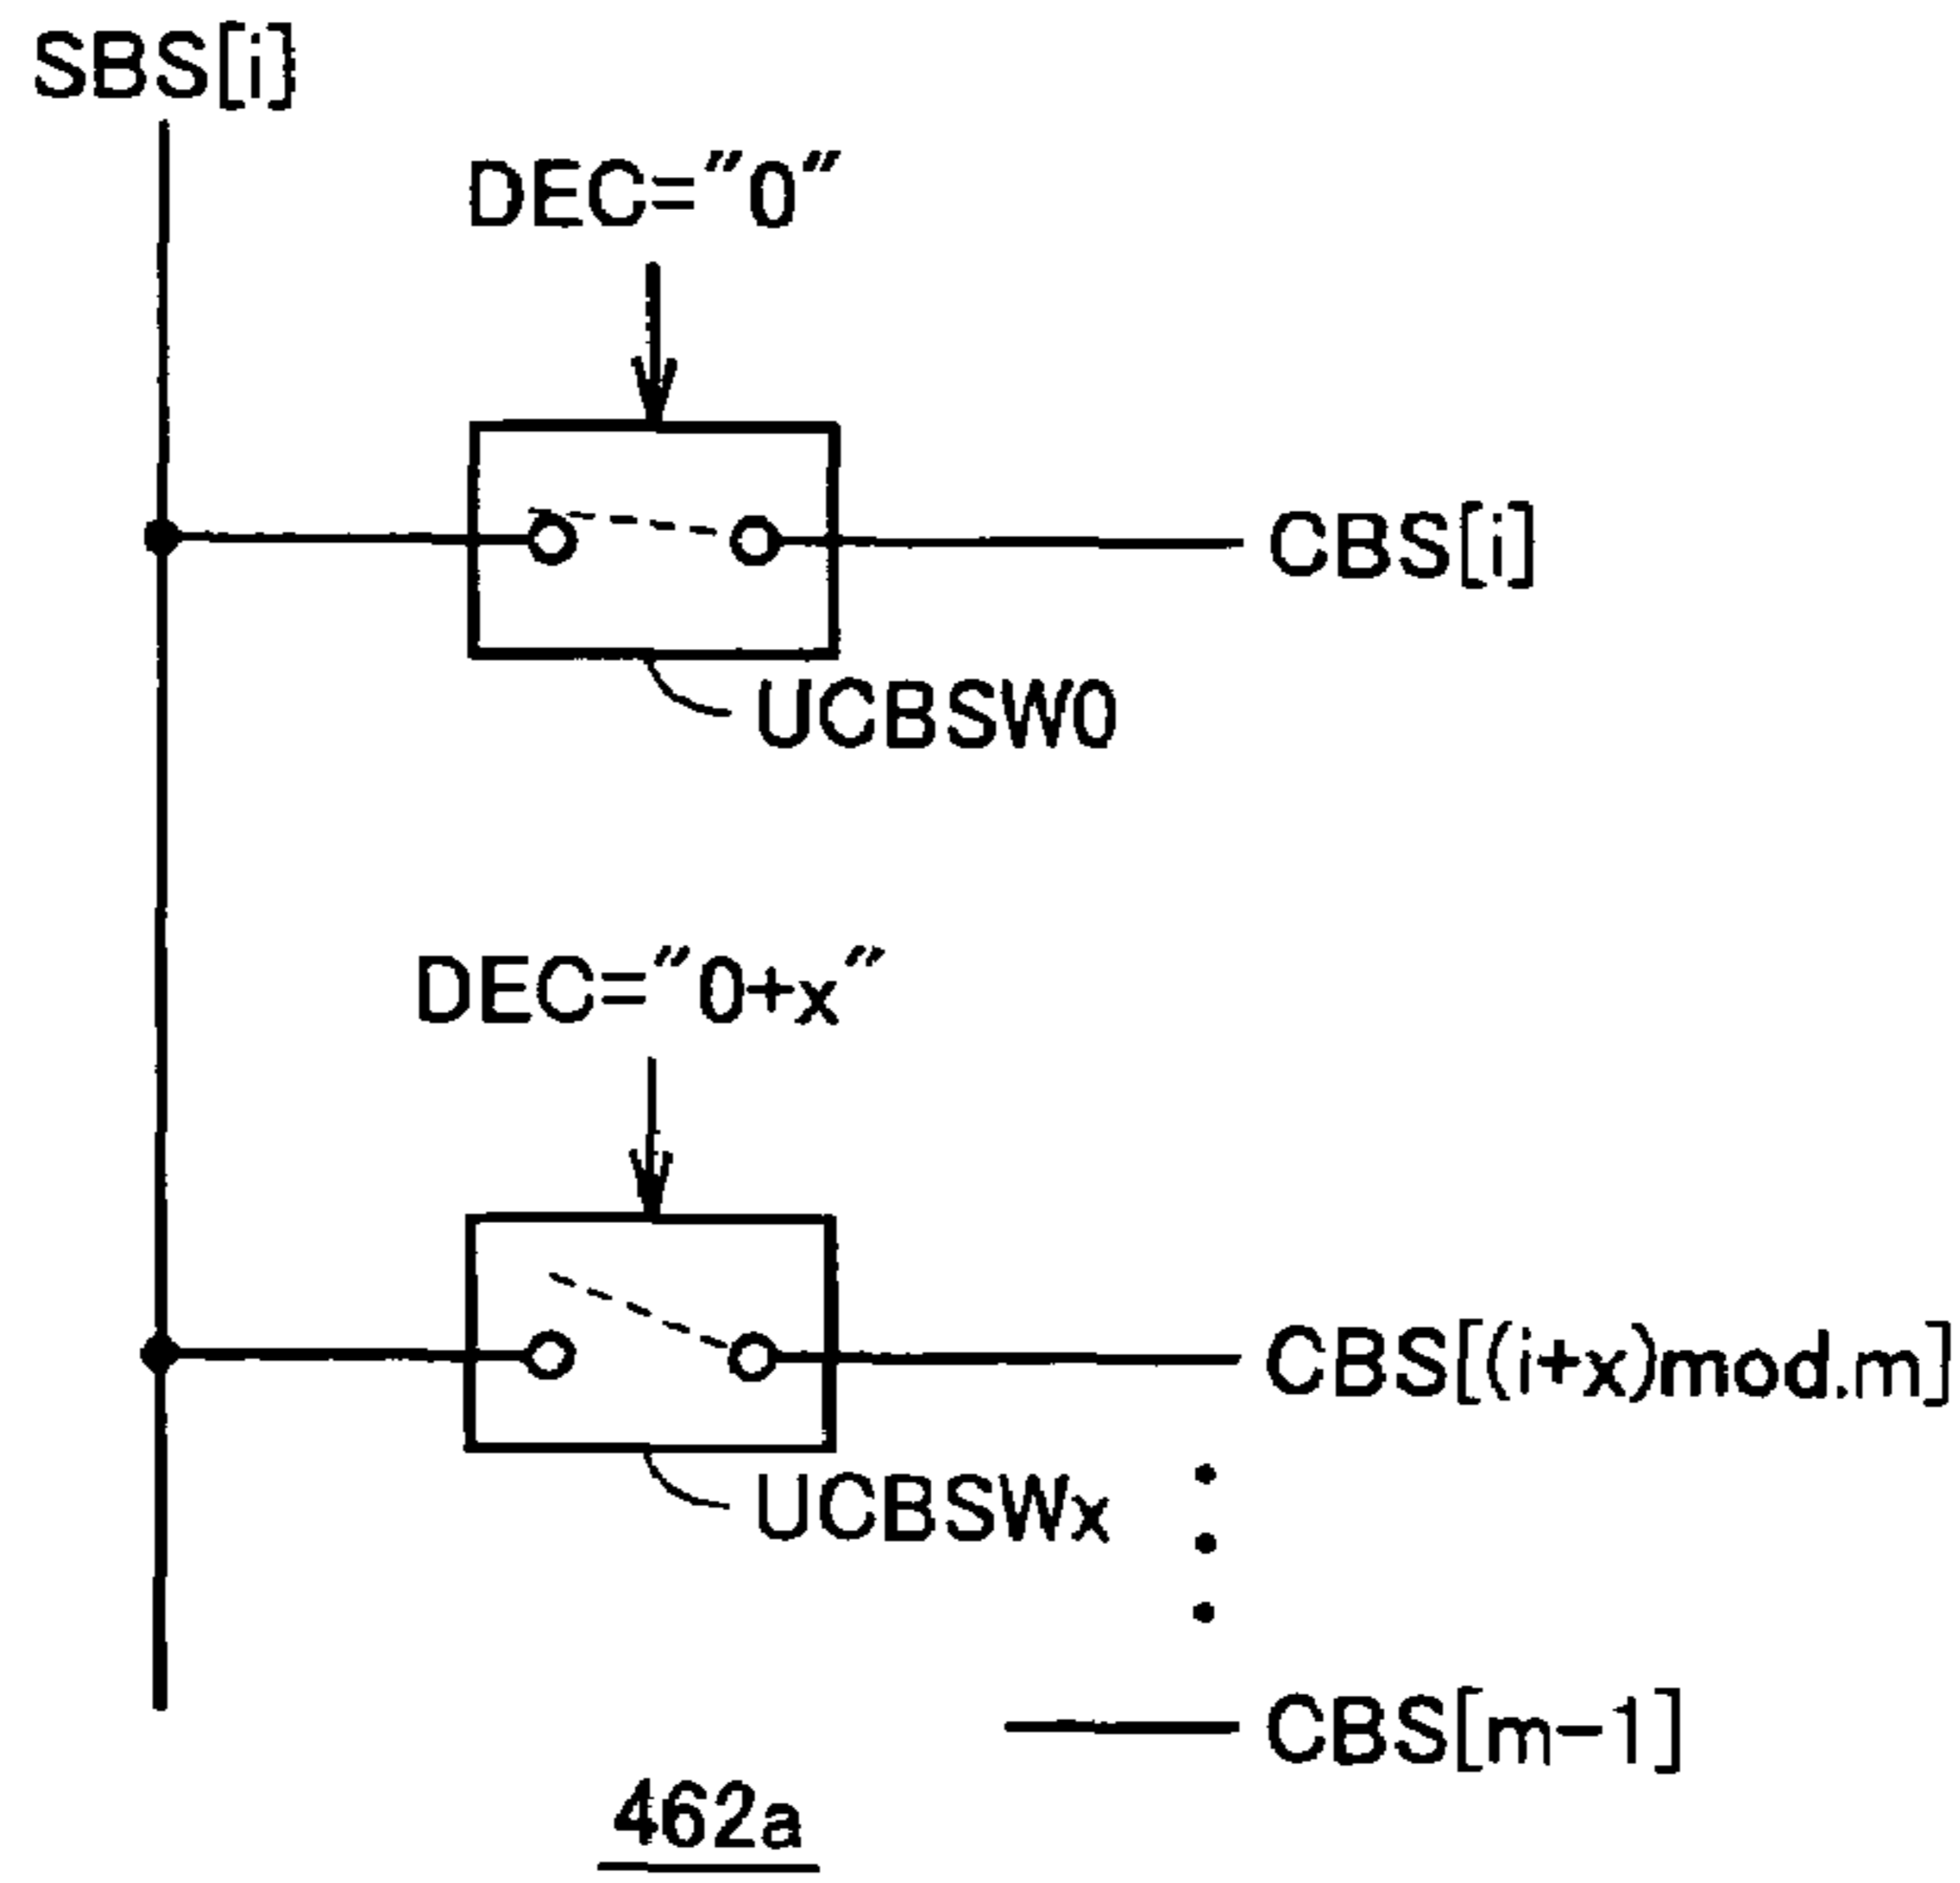 SBS[i]
DEC="0"
CBS[i]
UCBSW0
DEC="0+x"
CBS[(i+x)mod.m]
UCBSWx
CBS[m-1]
462a